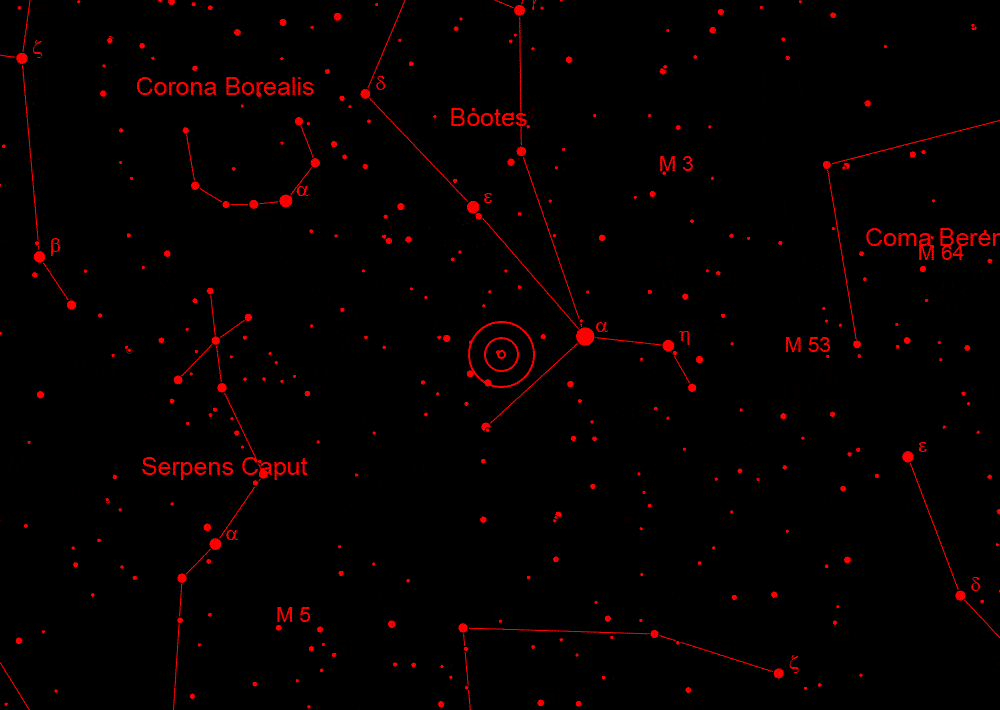 γ
ζ
δ
Corona Borealis
Bootes
M 3
α
ε
β
Coma Beren
M 64
α
η
M 53
ε
Serpens Caput
α
δ
M 5
ζ